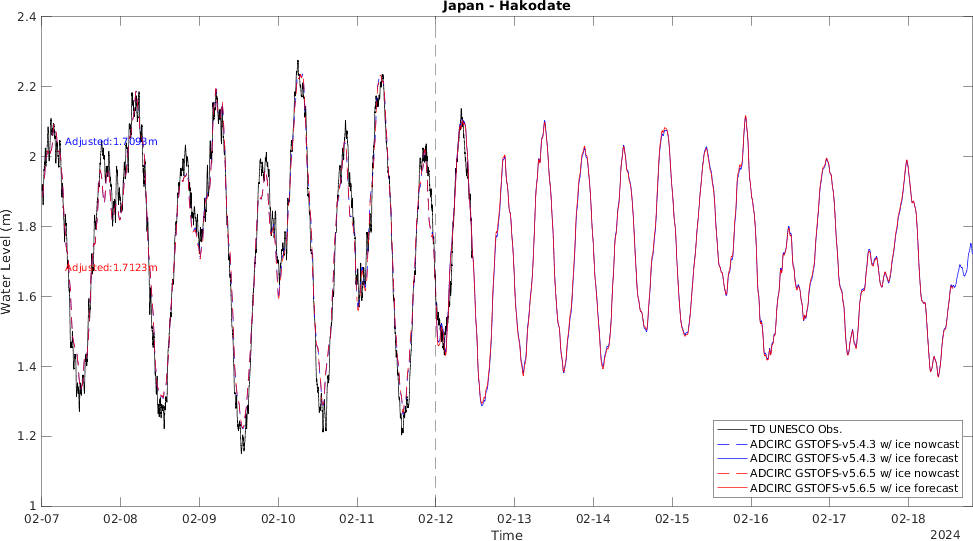 Japan - Hakodate
2.4
2.2
2
1.8
1.6
1.4
1.2
1
Water Level (m)
Adjusted:1.7093m
Adjusted:1.7123m
TD UNESCO Obs.
ADCIRC GSTOFS-v5.4.3 w/ ice nowcast
ADCIRC GSTOFS-v5.4.3 w/ ice forecast
ADCIRC GSTOFS-v5.6.5 w/ ice nowcast
ADCIRC GSTOFS-v5.6.5 w/ ice forecast
02-07 02-08 02-09 02-10 02-11 02-12 02-13 02-14 02-15 02-16 02-17 02-18
Time
2024